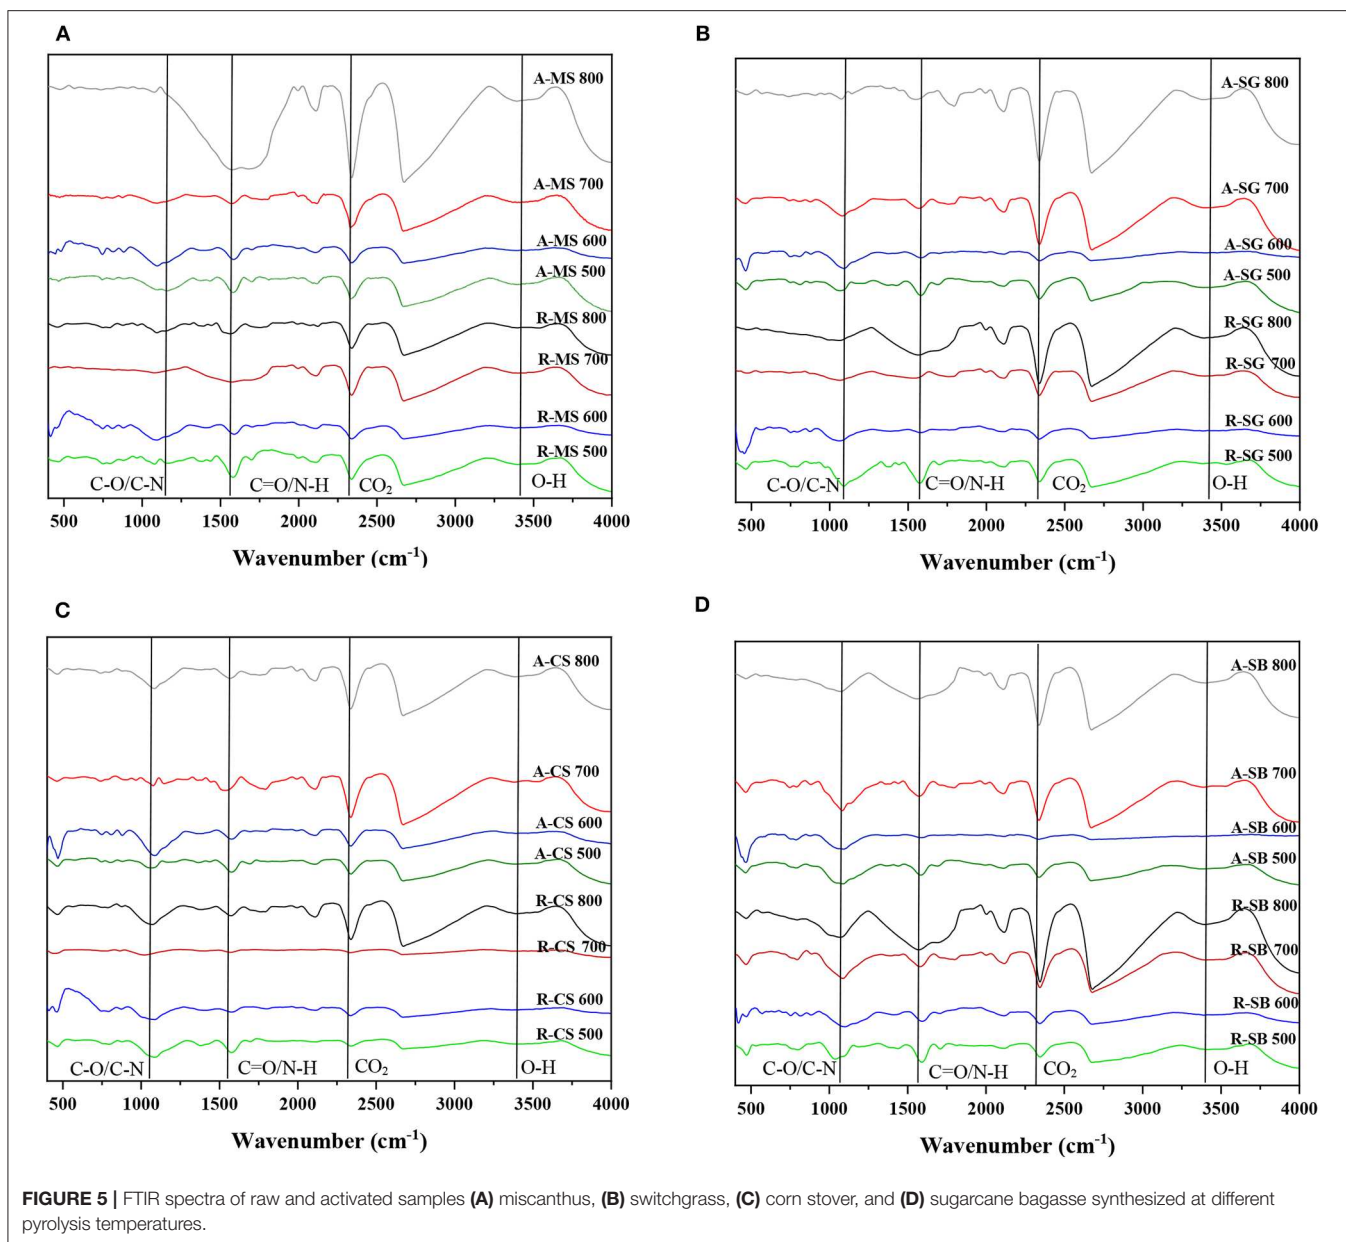 A
A-MS 800
A-MS 700
A-MS 600
A-MS 500
R-MS 800
R-MS 700
R-MS 600
R-MS 500
C-O/C-N
C=O/N-H
CO₂
O-H
500 1000 1500 2000 2500 3000 3500 4000
Wavenumber (cm⁻¹)
B
A-SG 800
A-SG 700
A-SG 600
A-SG 500
R-SG 800
R-SG 700
R-SG 600
R-SG 500
C-O/C-N
C=O/N-H
CO₂
O-H
500 1000 1500 2000 2500 3000 3500 4000
Wavenumber (cm⁻¹)
C
A-CS 800
A-CS 700
A-CS 600
A-CS 500
R-CS 800
R-CS 700
R-CS 600
R-CS 500
C-O/C-N
C=O/N-H
CO₂
O-H
500 1000 1500 2000 2500 3000 3500 4000
Wavenumber (cm⁻¹)
D
A-SB 800
A-SB 700
A-SB 600
A-SB 500
R-SB 800
R-SB 700
R-SB 600
R-SB 500
C-O/C-N
C=O/N-H
CO₂
O-H
500 1000 1500 2000 2500 3000 3500 4000
Wavenumber (cm⁻¹)
FIGURE 5 | FTIR spectra of raw and activated samples (A) miscanthus, (B) switchgrass, (C) corn stover, and (D) sugarcane bagasse synthesized at different
pyrolysis temperatures.